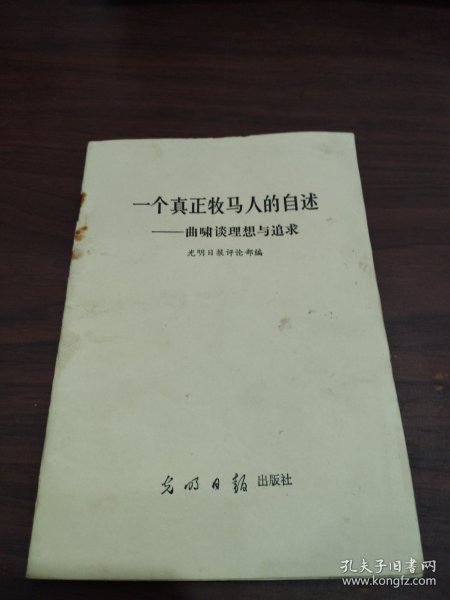 一个真正牧马人的自述
——曲啸谈理想与追求
光明日报评论部编
光明日报 出版社
孔夫子旧书网
www.kongfz.com